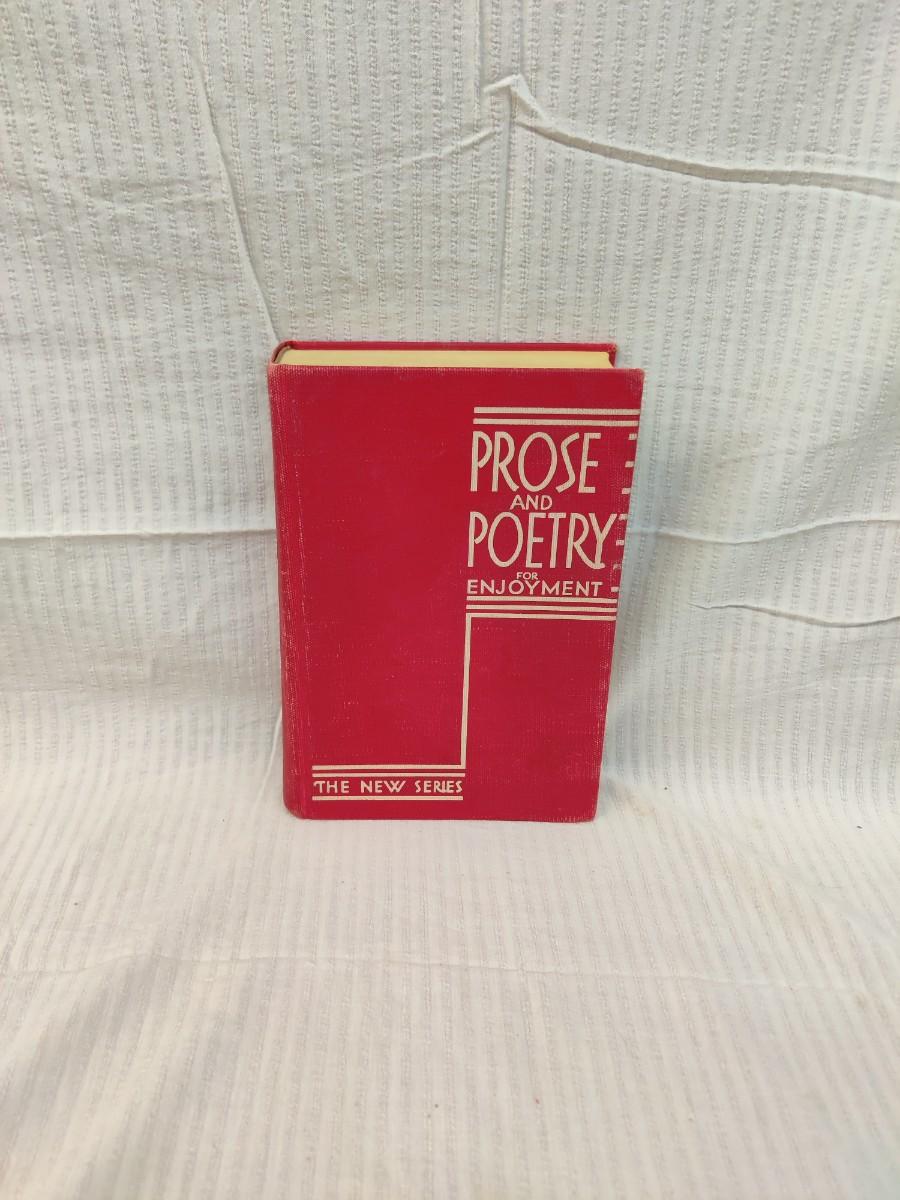 PROSE
AND
POETRY
FOR
ENJOYMENT
THE NEW SERIES